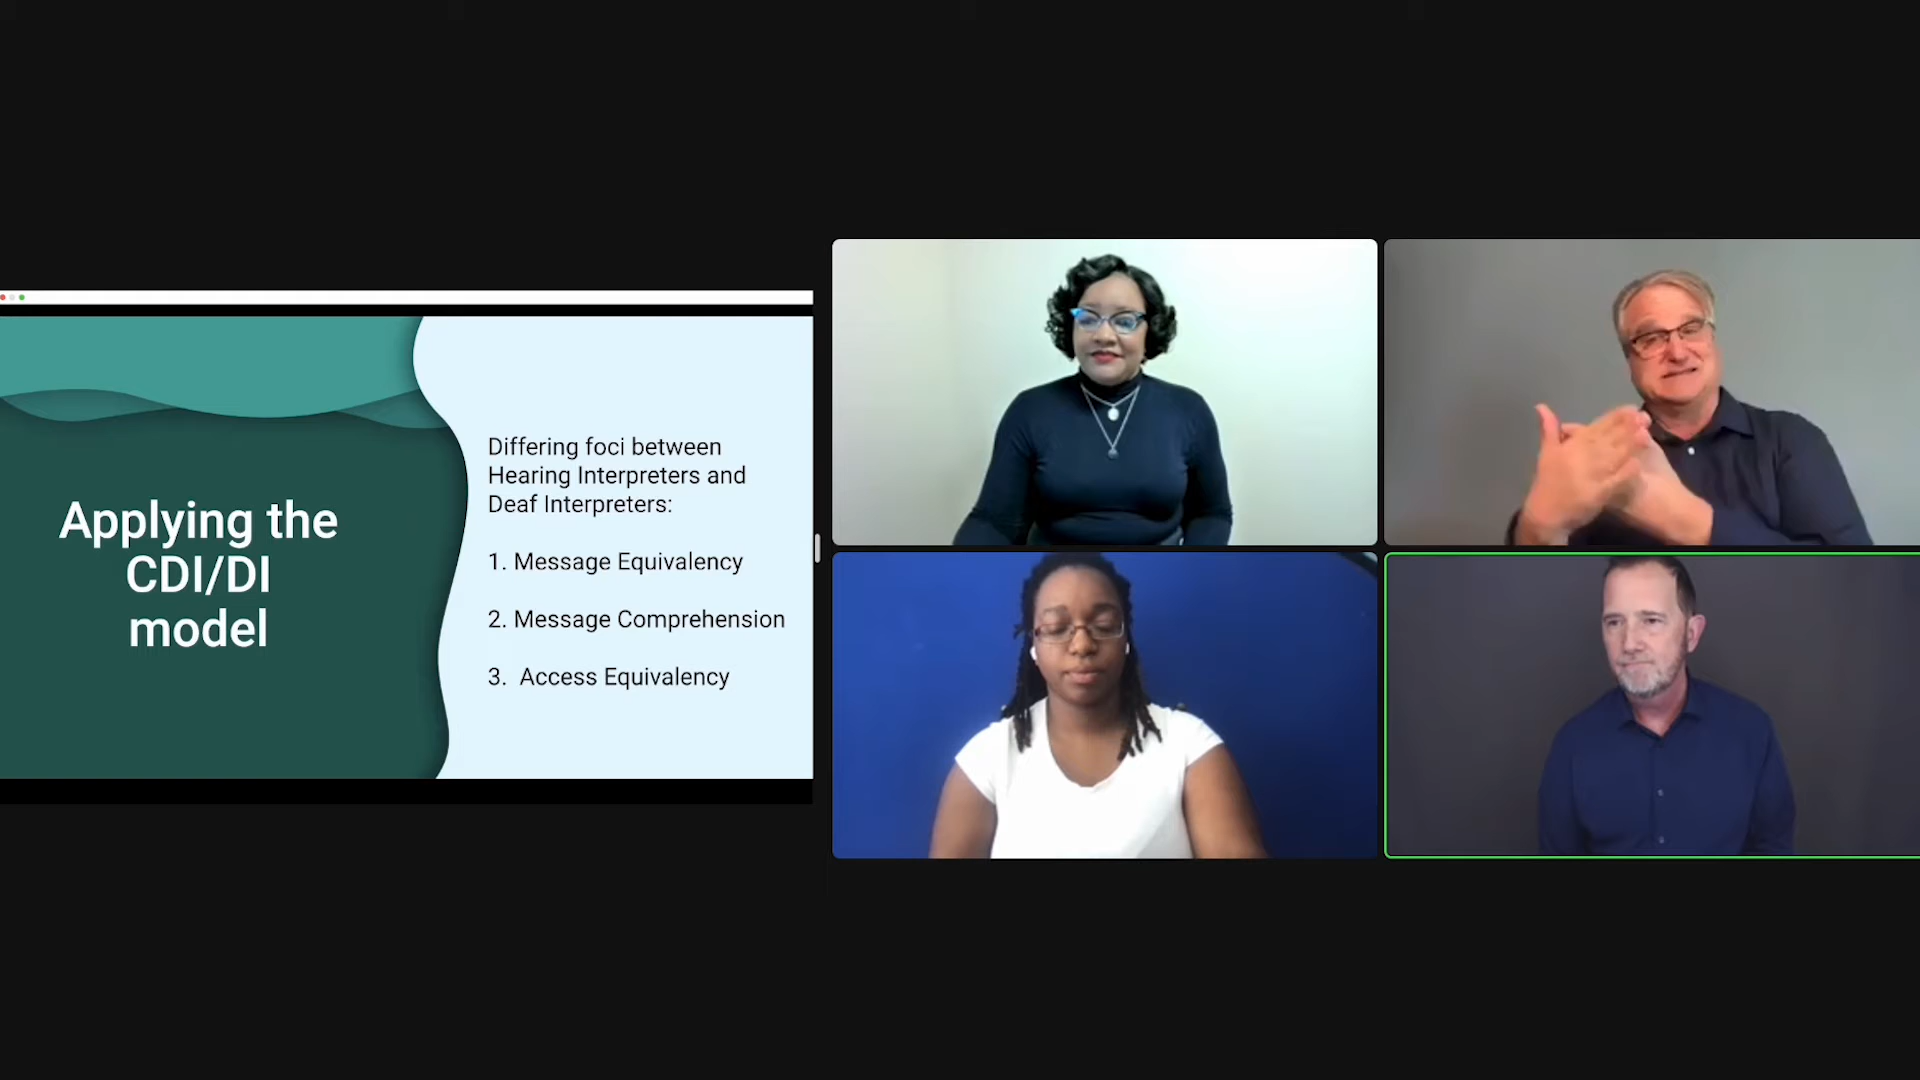 Applying the
CDI/DI
model
Differing foci between
Hearing Interpreters and
Deaf Interpreters:
1. Message Equivalency
2. Message Comprehension
3. Access Equivalency